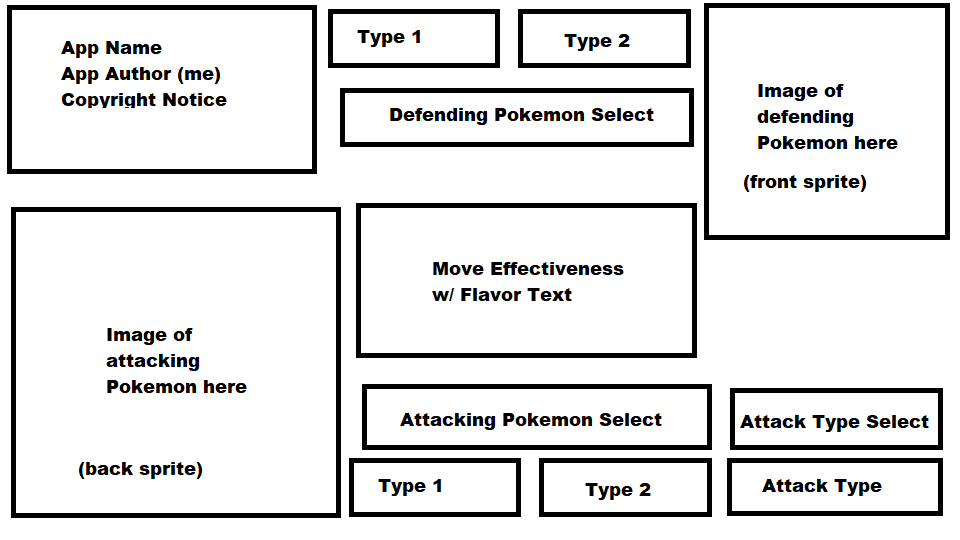 App Name
App Author (me)
Copyright Notice
Type 1
Type 2
Defending Pokemon Select
Image of
defending
Pokemon here
(front sprite)
Move Effectiveness
w/ Flavor Text
Image of
attacking
Pokemon here
(back sprite)
Attacking Pokemon Select
Attack Type Select
Type 1
Type 2
Attack Type